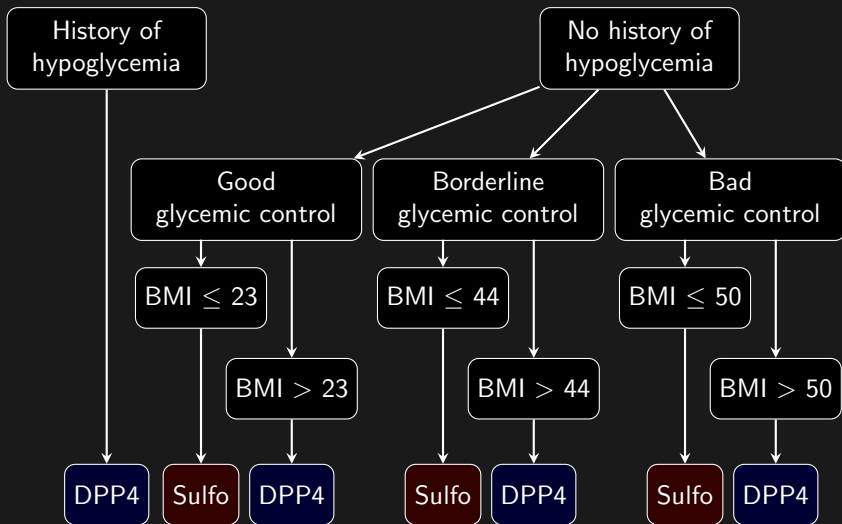 History of
hypoglycemia
No history of
hypoglycemia
Good
glycemic control
Borderline
glycemic control
Bad
glycemic control
BMI ≤ 23
BMI ≤ 44
BMI ≤ 50
BMI > 23
BMI > 44
BMI > 50
DPP4
Sulfo
DPP4
Sulfo
DPP4
Sulfo
DPP4